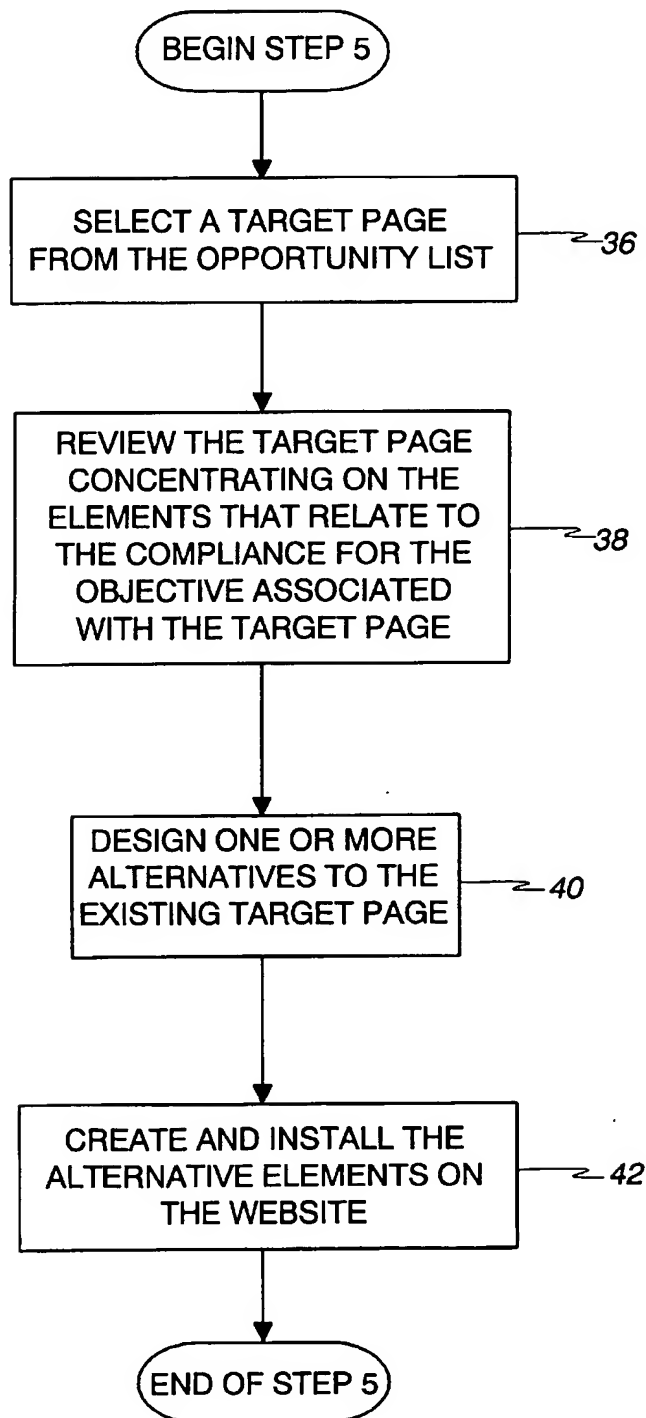 BEGIN STEP 5
SELECT A TARGET PAGE
FROM THE OPPORTUNITY LIST
36
REVIEW THE TARGET PAGE
CONCENTRATING ON THE
ELEMENTS THAT RELATE TO
THE COMPLIANCE FOR THE
OBJECTIVE ASSOCIATED
WITH THE TARGET PAGE
38
DESIGN ONE OR MORE
ALTERNATIVES TO THE
EXISTING TARGET PAGE
40
CREATE AND INSTALL THE
ALTERNATIVE ELEMENTS ON
THE WEBSITE
42
END OF STEP 5